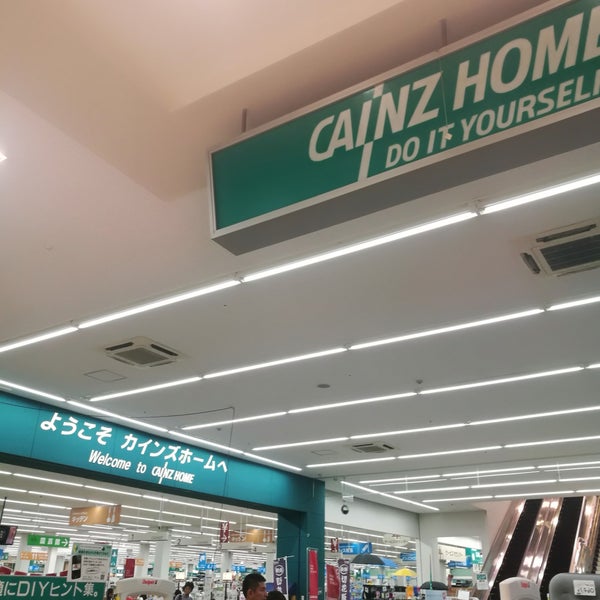 CAINZ HOME
DO IT YOURSELF
ようこそ カインズホームへ
Welcome to CAINZ HOME
にDIYヒント集。